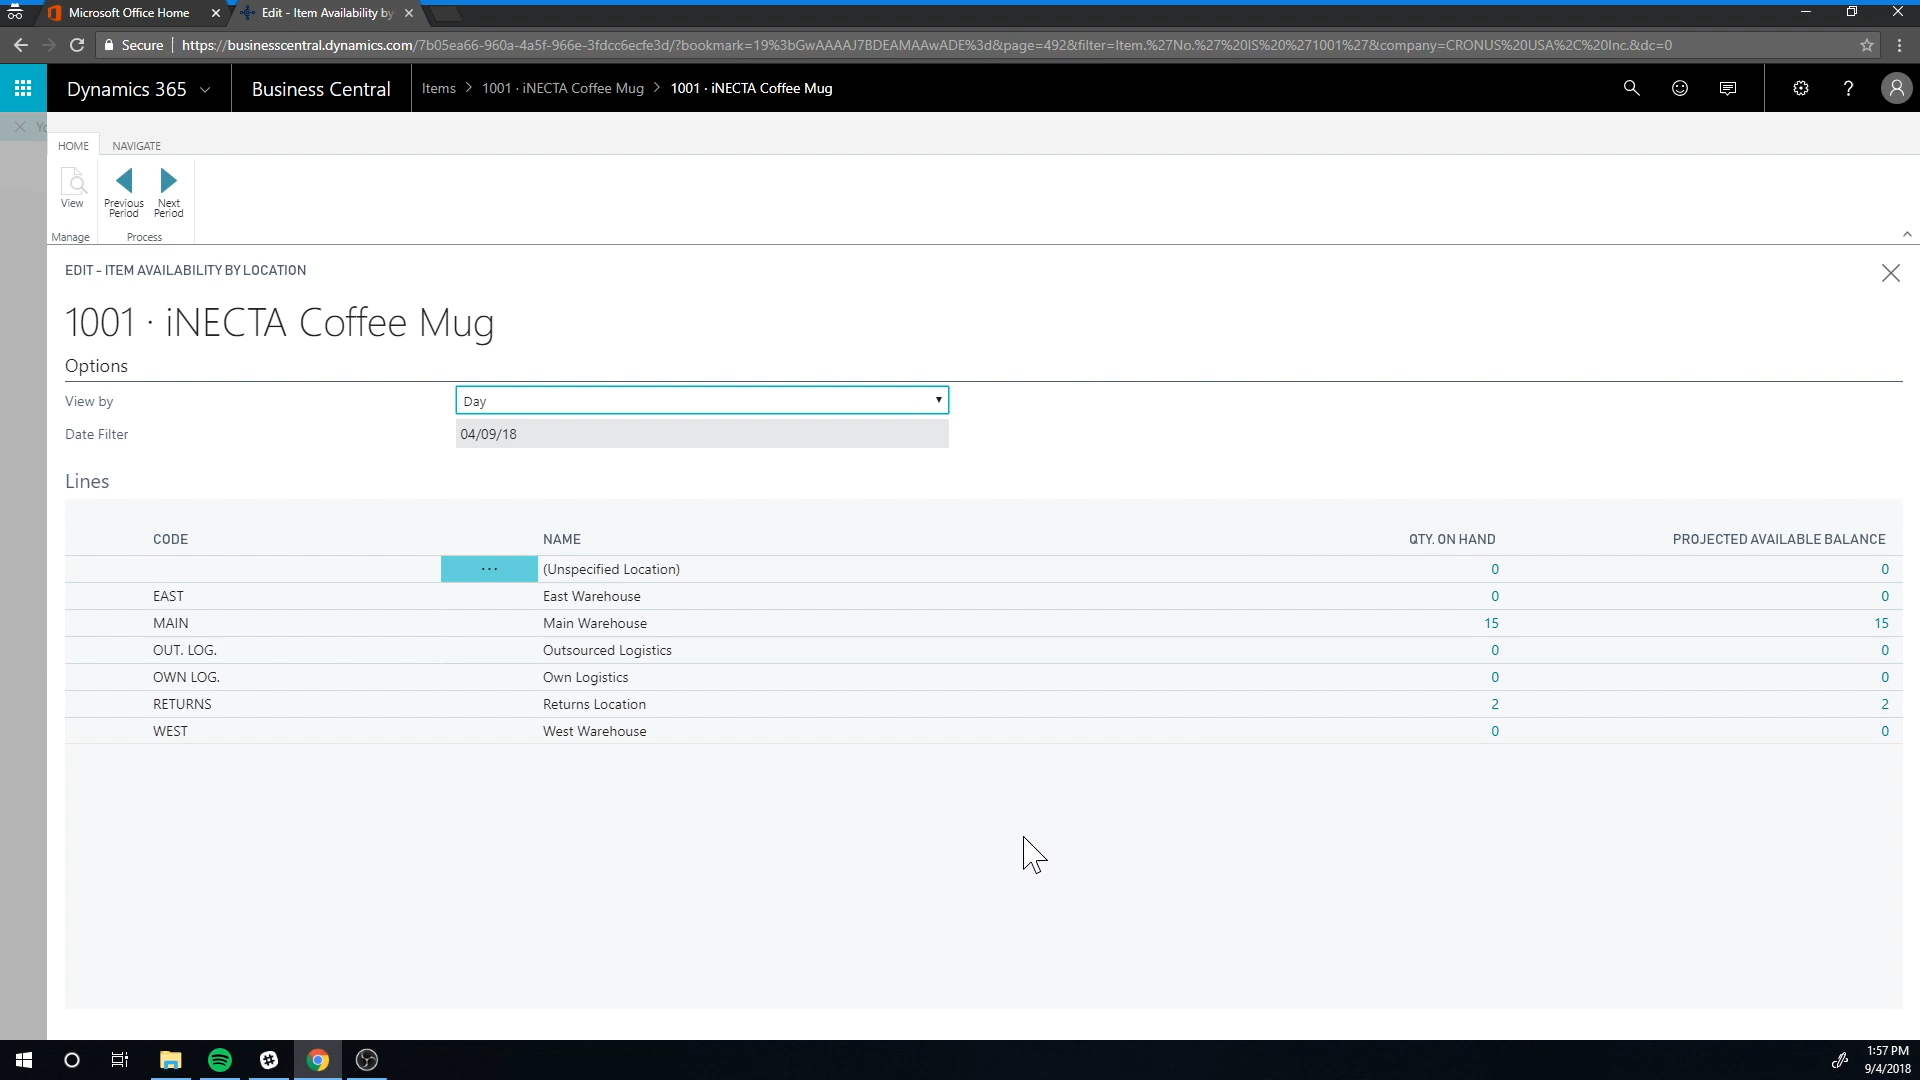 Microsoft Office Home
Edit - Item Availability by
Secure
https://businesscentral.dynamics.com/7b05ea66-960a-4a5f-966e-3fdcc6ecfe3d/?bookmark=19%3bGwAAAAJ7BDEAMAAwADE%3d&page=492&filter=Item.%27No.%27%20IS%20%271001%27&company=CRONUS%20USA%2C%20Inc.&dc=0
Dynamics 365
Business Central
Items > 1001 · iNECTA Coffee Mug > 1001 · iNECTA Coffee Mug
HOME
NAVIGATE
View
Previous Period
Next Period
Manage
Process
EDIT - ITEM AVAILABILITY BY LOCATION
1001 · iNECTA Coffee Mug
Options
View by
Day
Date Filter
04/09/18
Lines
CODE NAME QTY. ON HAND PROJECTED AVAILABLE BALANCE
··· (Unspecified Location) 0 0
EAST East Warehouse 0 0
MAIN Main Warehouse 15 15
OUT. LOG. Outsourced Logistics 0 0
OWN LOG. Own Logistics 0 0
RETURNS Returns Location 2 2
WEST West Warehouse 0 0
1:57 PM
9/4/2018